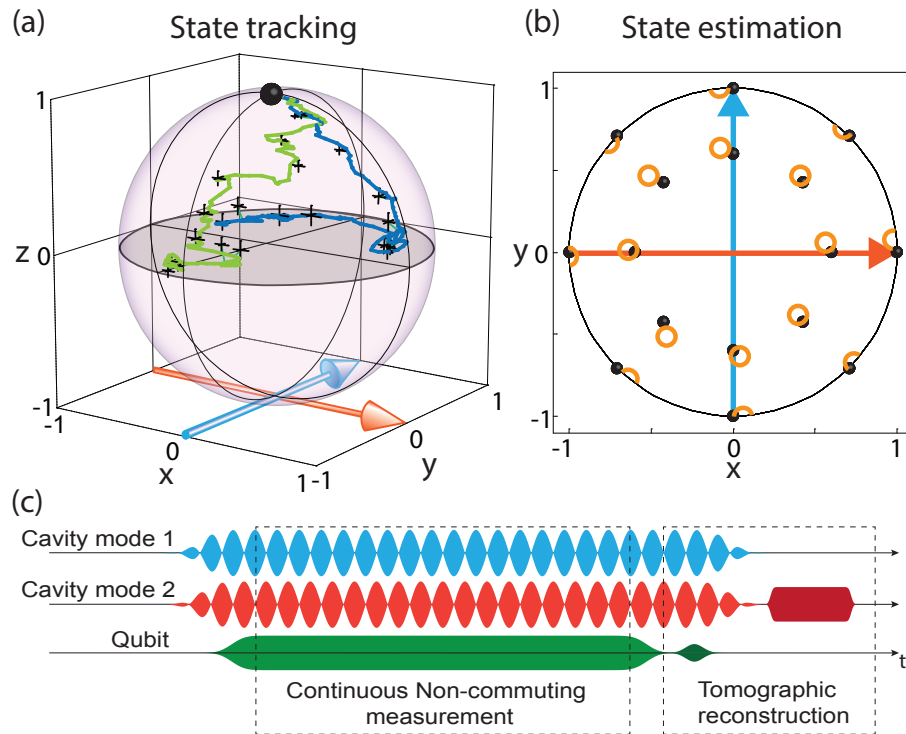 (a) State tracking
(b) State estimation
1
z 0
-1
-1
0
x
1
-1
0
y
1
1
y 0
-1
-1
0
x
1
(c)
Cavity mode 1
Cavity mode 2
Qubit
t
Continuous Non-commuting
measurement
Tomographic
reconstruction